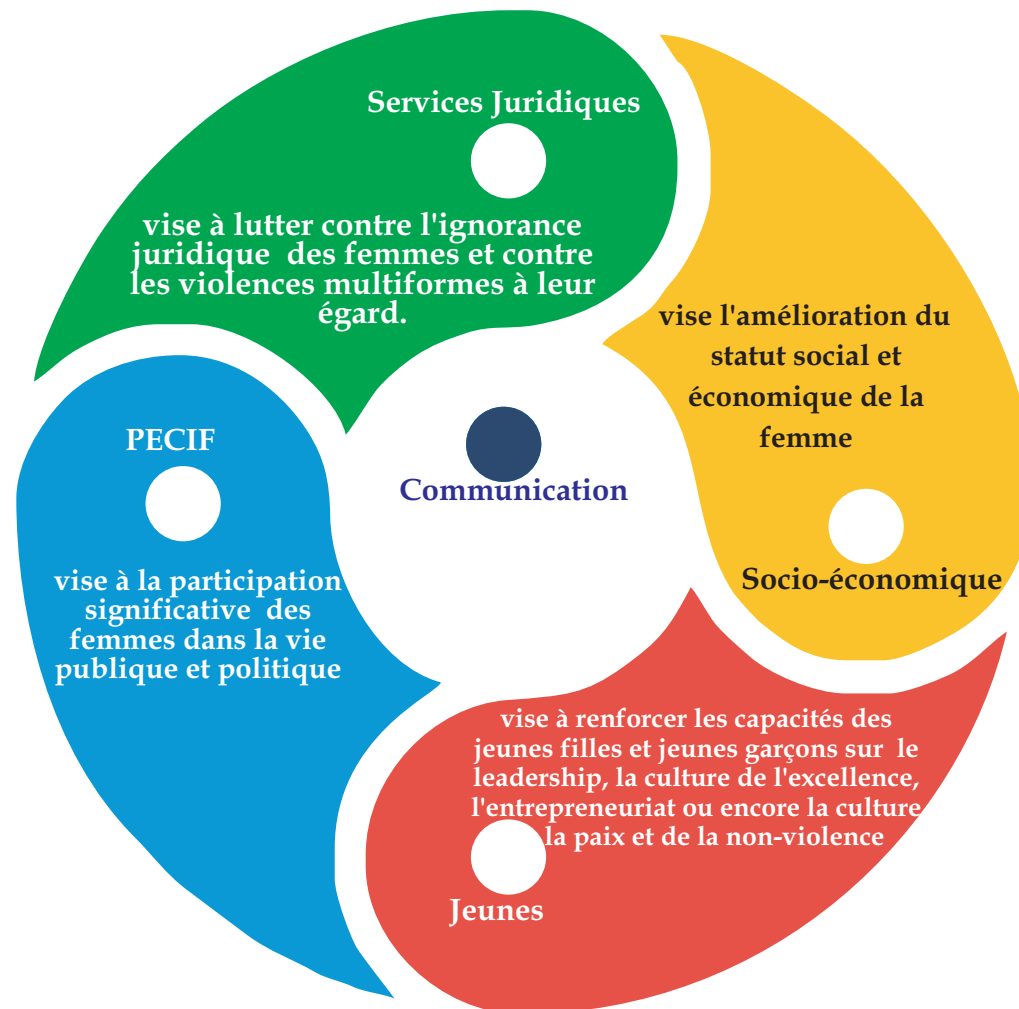 Services Juridiques
vise à lutter contre l'ignorance
juridique des femmes et contre
les violences multiformes à leur
égard.
vise l'amélioration du
statut social et
économique de la
femme
Socio-économique
PECIF
vise à la participation
significative des
femmes dans la vie
publique et politique
Communication
vise à renforcer les capacités des
jeunes filles et jeunes garçons sur le
leadership, la culture de l'excellence,
l'entrepreneuriat ou encore la culture
la paix et de la non-violence
Jeunes